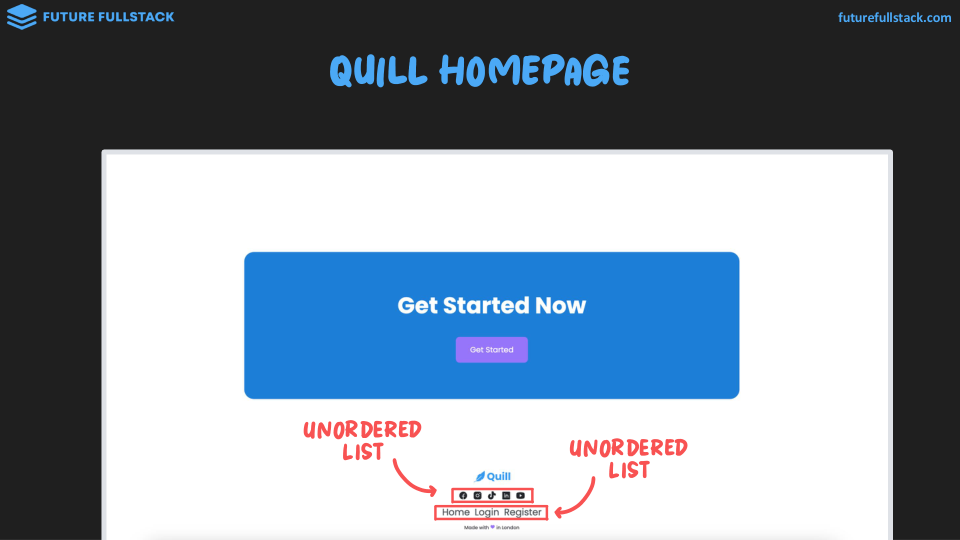 FUTURE FULLSTACK
futurefullstack.com
QUILL HOMEPAGE
Get Started Now
Get Started
UNORDERED
LIST
UNORDERED
LIST
Quill
Home Login Register
Made with 💜 in London